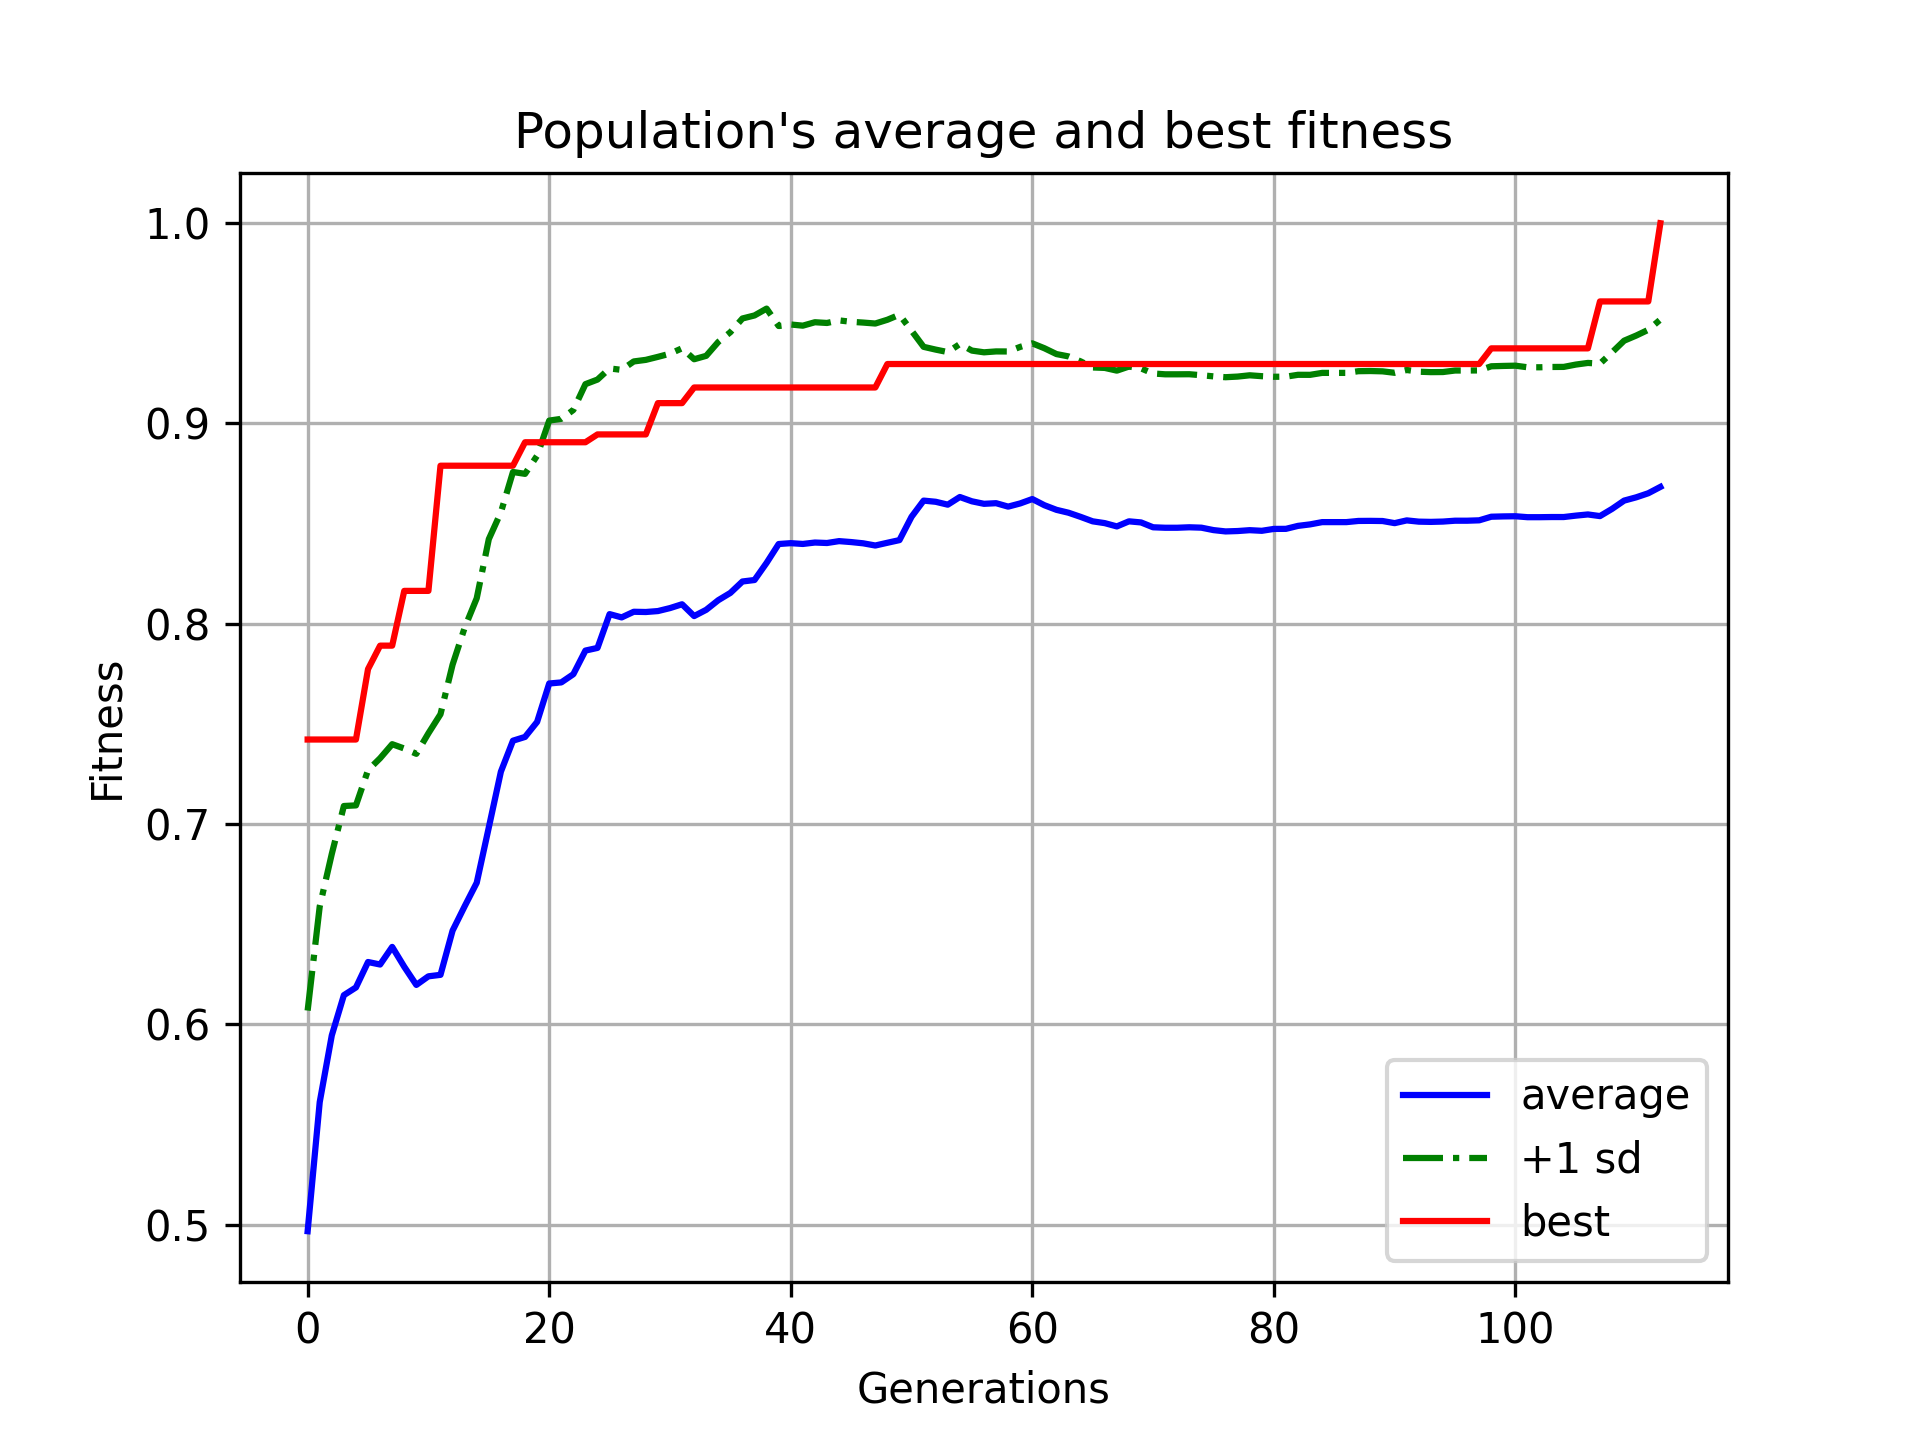 Population's average and best fitness
1.0
0.9
0.8
0.7
0.6
0.5
Fitness
0 20 40 60 80 100
Generations
average
+1 sd
best